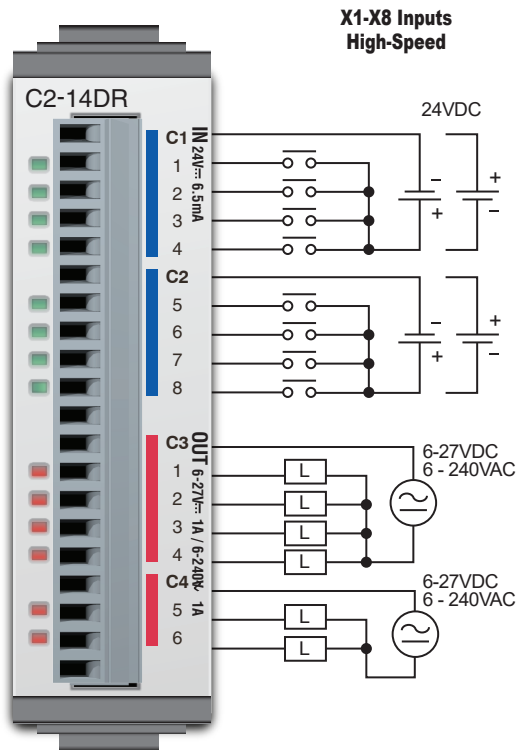 X1-X8 Inputs
High-Speed
C2-14DR
24VDC
C1
IN 24V⎓ 6.5mA
1
2
3
4
− −
+ +
C2
5
6
7
8
− −
+ +
C3
OUT 6-27V⎓ 1A / 6-240V~ 1A
1
2
3
4
L
L
L
L
6-27VDC
6 - 240VAC
C4
5
6
L
L
6-27VDC
6 - 240VAC